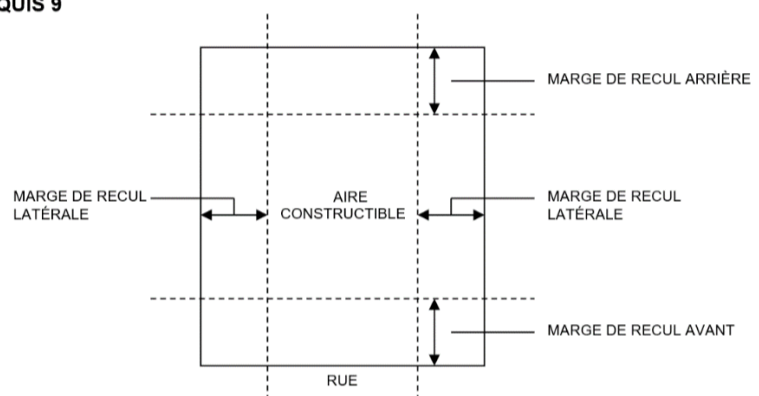 QUIS 9
MARGE DE RECUL ARRIÈRE
MARGE DE RECUL
LATÉRALE
AIRE
CONSTRUCTIBLE
MARGE DE RECUL
LATÉRALE
MARGE DE RECUL AVANT
RUE